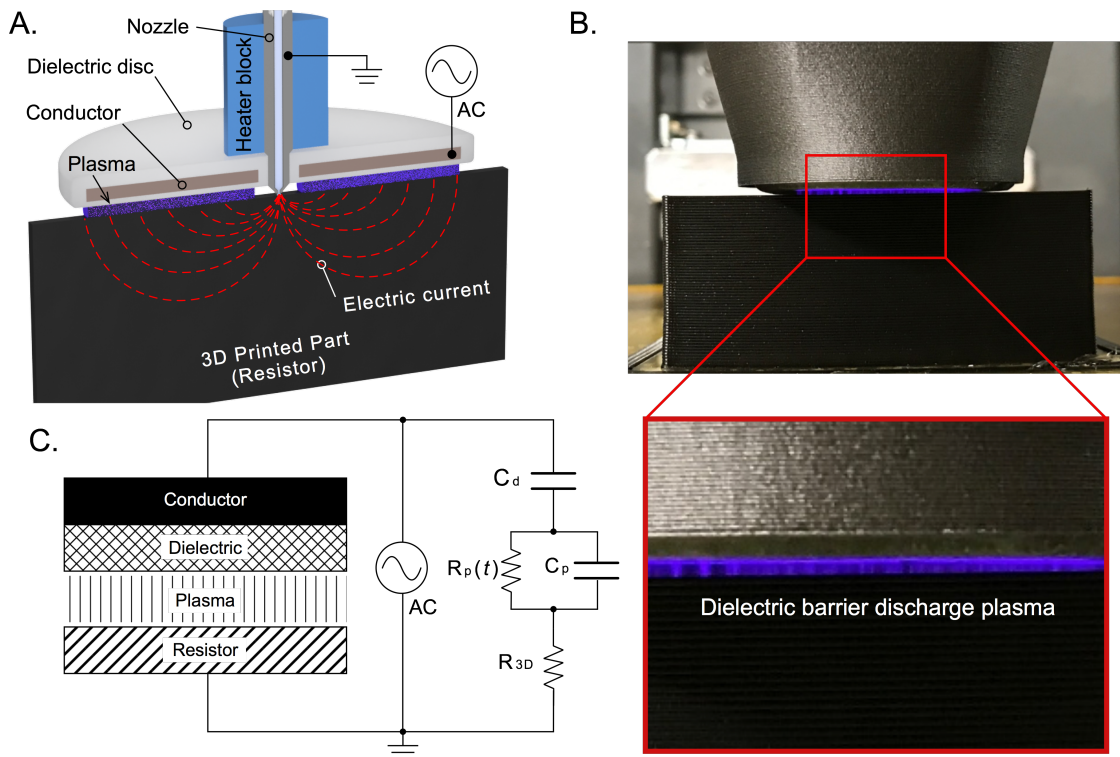 A.
Nozzle
Dielectric disc
Conductor
Plasma
Heater block
AC
Electric current
3D Printed Part
(Resistor)
B.
Dielectric barrier discharge plasma
C.
Conductor
Dielectric
Plasma
Resistor
AC
Cd
Rp(t)
Cp
R3D